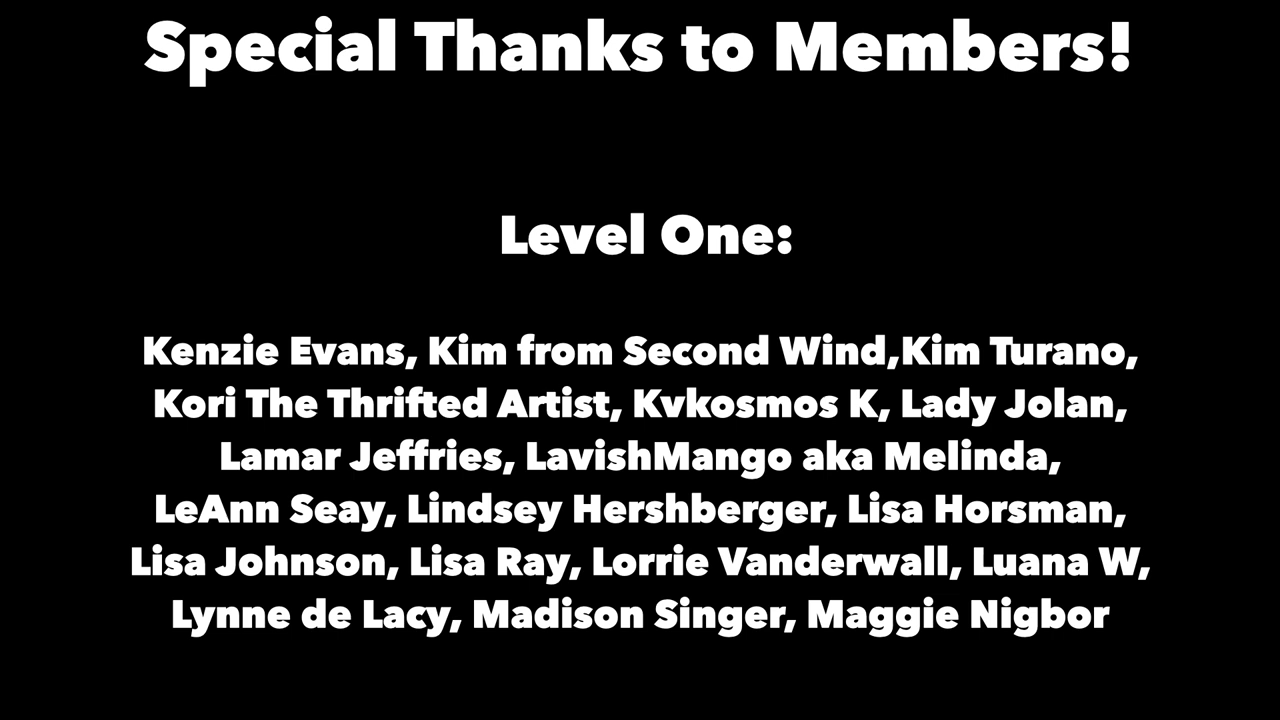 Special Thanks to Members!
Level One:
Kenzie Evans, Kim from Second Wind,Kim Turano,
Kori The Thrifted Artist, Kvkosmos K, Lady Jolan,
Lamar Jeffries, LavishMango aka Melinda,
LeAnn Seay, Lindsey Hershberger, Lisa Horsman,
Lisa Johnson, Lisa Ray, Lorrie Vanderwall, Luana W,
Lynne de Lacy, Madison Singer, Maggie Nigbor